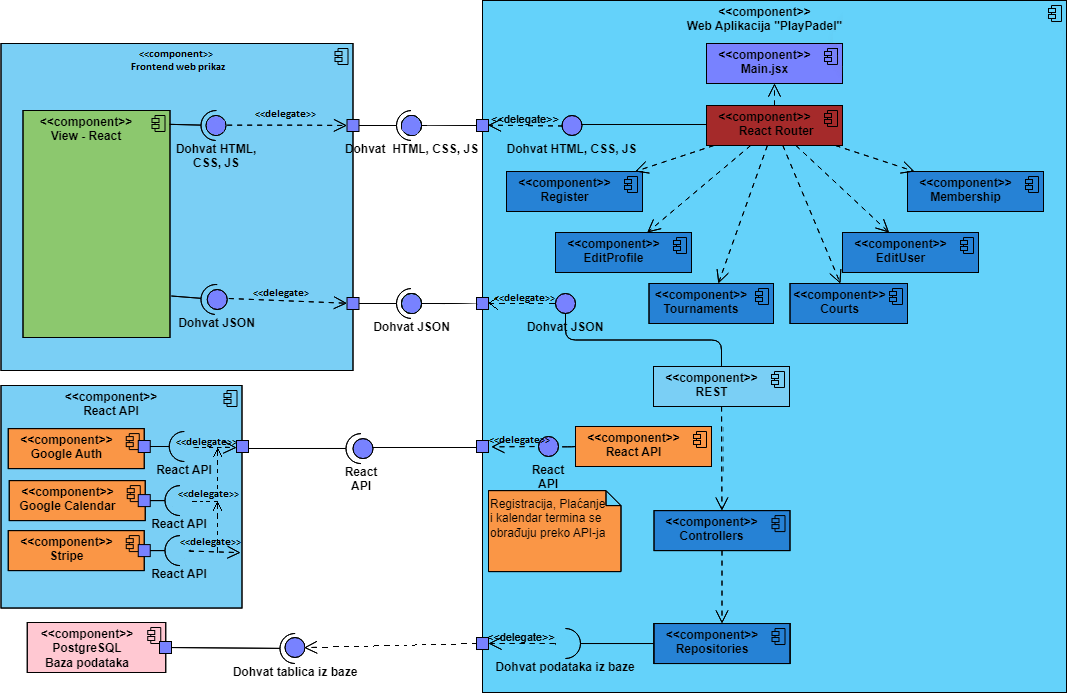 <<component>>
Web Aplikacija "PlayPadel"
<<component>>
Main.jsx
<<component>>
React Router
<<component>>
Register
<<component>>
Membership
<<component>>
EditProfile
<<component>>
EditUser
<<component>>
Tournaments
<<component>>
Courts
<<component>>
Frontend web prikaz
<<component>>
View - React
<<delegate>>
Dohvat HTML,
CSS, JS
Dohvat HTML, CSS, JS
<<delegate>>
Dohvat HTML, CSS, JS
<<delegate>>
Dohvat JSON
Dohvat JSON
<<delegate>>
Dohvat JSON
<<component>>
REST
<<component>>
React API
<<component>>
Google Auth
<<delegate>>
React API
<<component>>
Google Calendar
<<delegate>>
React API
<<component>>
Stripe
<<delegate>>
React API
React
API
<<delegate>>
React
API
<<component>>
React API
Registracija, Plaćanje
i kalendar termina se
obrađuju preko API-ja
<<component>>
Controllers
<<component>>
Repositories
<<component>>
PostgreSQL
Baza podataka
Dohvat tablica iz baze
<<delegate>>
Dohvat podataka iz baze